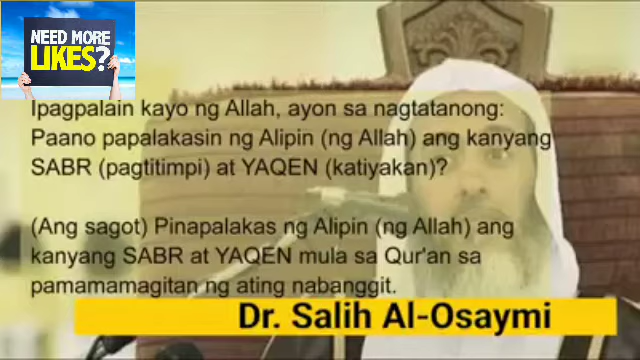 NEED MORE
LIKES?
Ipagpalain kayo ng Allah, ayon sa nagtatanong:
Paano papalakasin ng Alipin (ng Allah) ang kanyang
SABR (pagtitimpi) at YAQEN (katiyakan)?
(Ang sagot) Pinapalakas ng Alipin (ng Allah) ang
kanyang SABR at YAQEN mula sa Qur'an sa
pamamamagitan ng ating nabanggit.
Dr. Salih Al-Osaymi